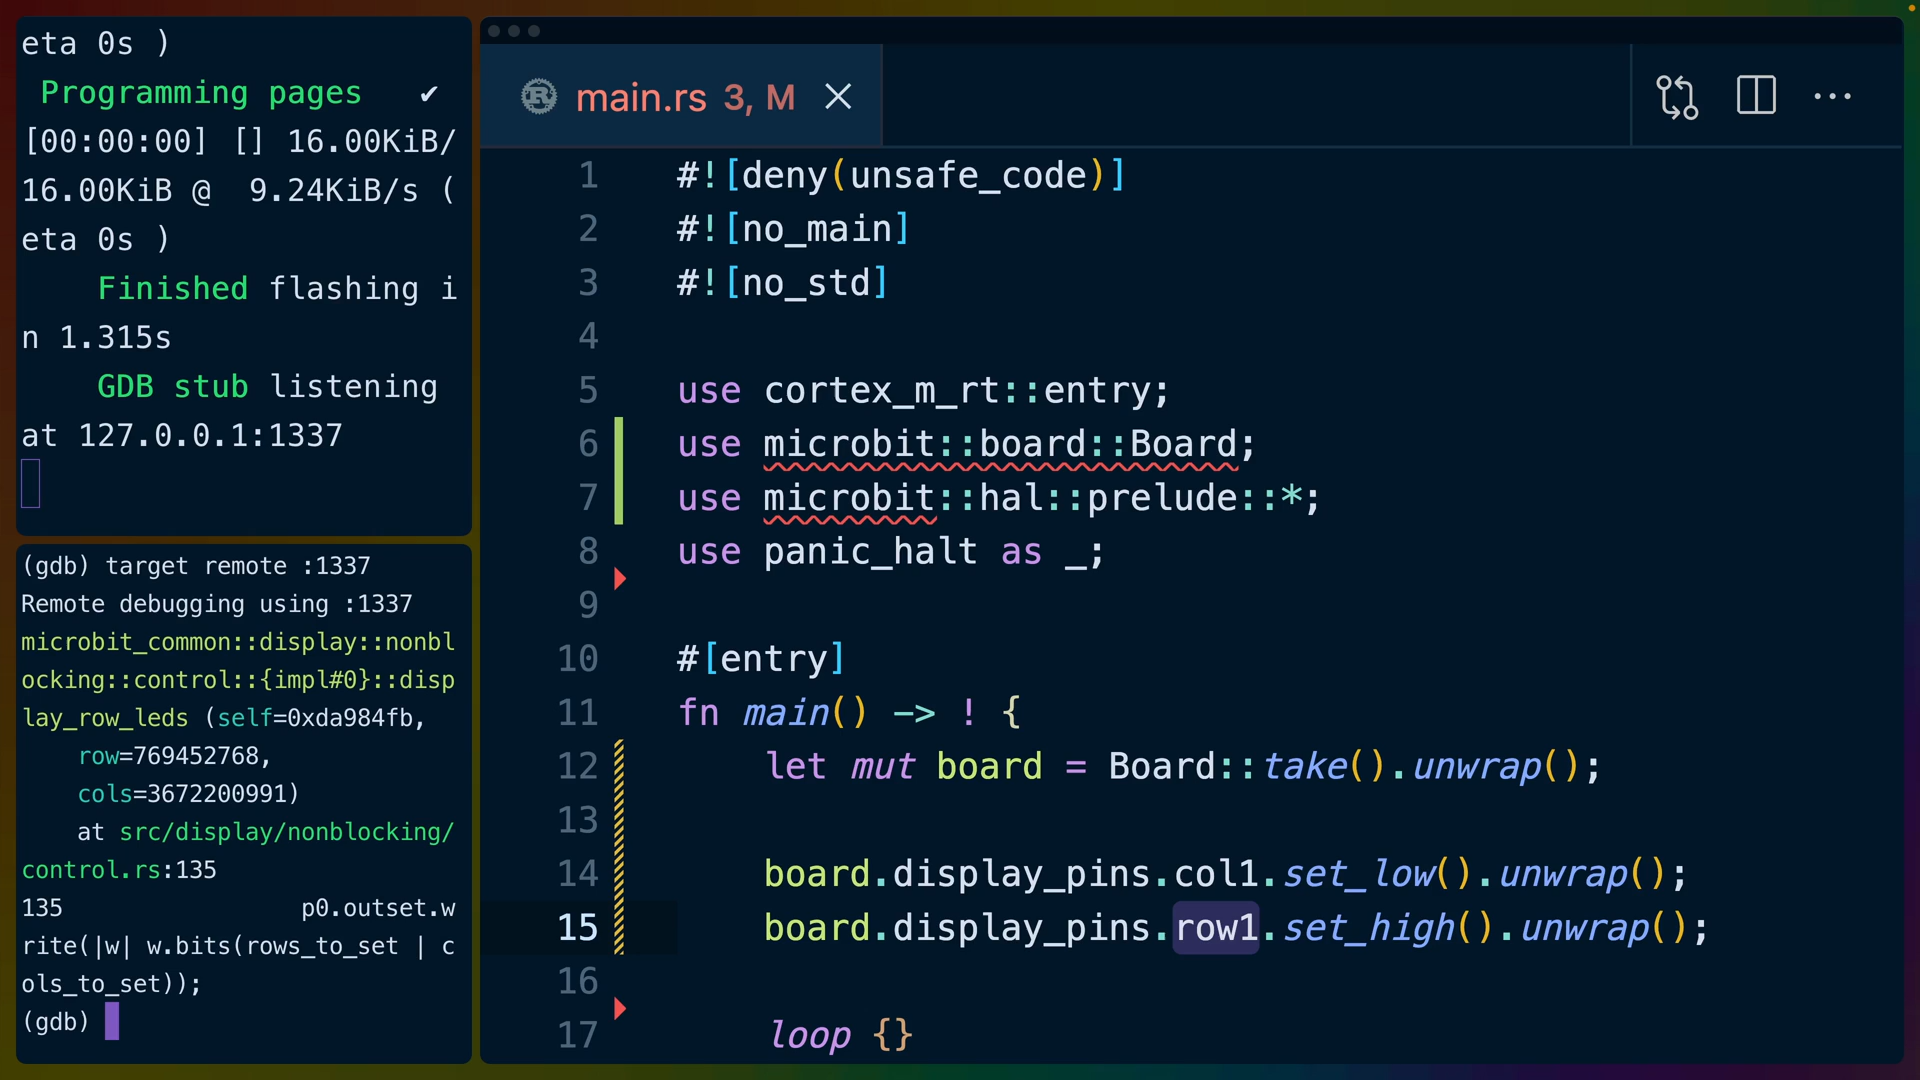 eta 0s )
Programming pages ✔
[00:00:00] [] 16.00KiB/
16.00KiB @  9.24KiB/s (
eta 0s )
Finished flashing i
n 1.315s
GDB stub listening
at 127.0.0.1:1337
(gdb) target remote :1337
Remote debugging using :1337
microbit_common::display::nonbl
ocking::control::{impl#0}::disp
lay_row_leds (self=0xda984fb,
row=769452768,
cols=3672200991)
at src/display/nonblocking/
control.rs:135
135 p0.outset.w
rite(|w| w.bits(rows_to_set | c
ols_to_set));
(gdb)
main.rs 3, M
1 #![deny(unsafe_code)]
2 #![no_main]
3 #![no_std]
4
5 use cortex_m_rt::entry;
6 use microbit::board::Board;
7 use microbit::hal::prelude::*;
8 use panic_halt as _;
9
10 #[entry]
11 fn main() -> ! {
12 let mut board = Board::take().unwrap();
13
14 board.display_pins.col1.set_low().unwrap();
15 board.display_pins.row1.set_high().unwrap();
16
17 loop {}